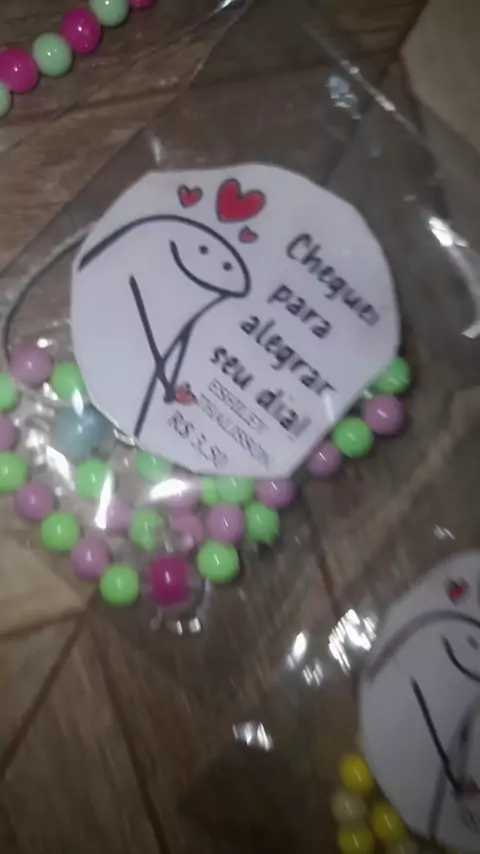 Cheguei
para
alegrar
seu dia!
R$ 3,50